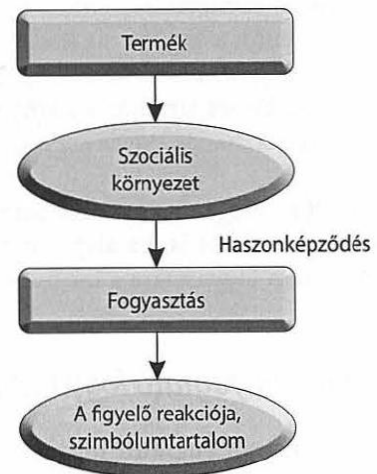 Termék
Szociális
környezet
Haszonképződés
Fogyasztás
A figyelő reakciója,
szimbólumtartalom